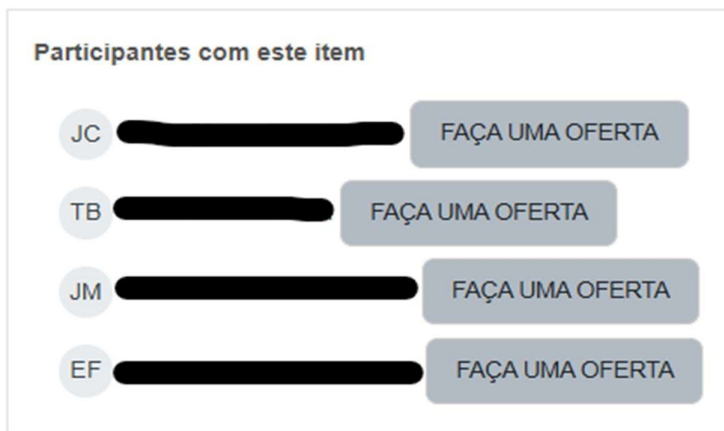 Participantes com este item
JC FAÇA UMA OFERTA
TB FAÇA UMA OFERTA
JM FAÇA UMA OFERTA
EF FAÇA UMA OFERTA